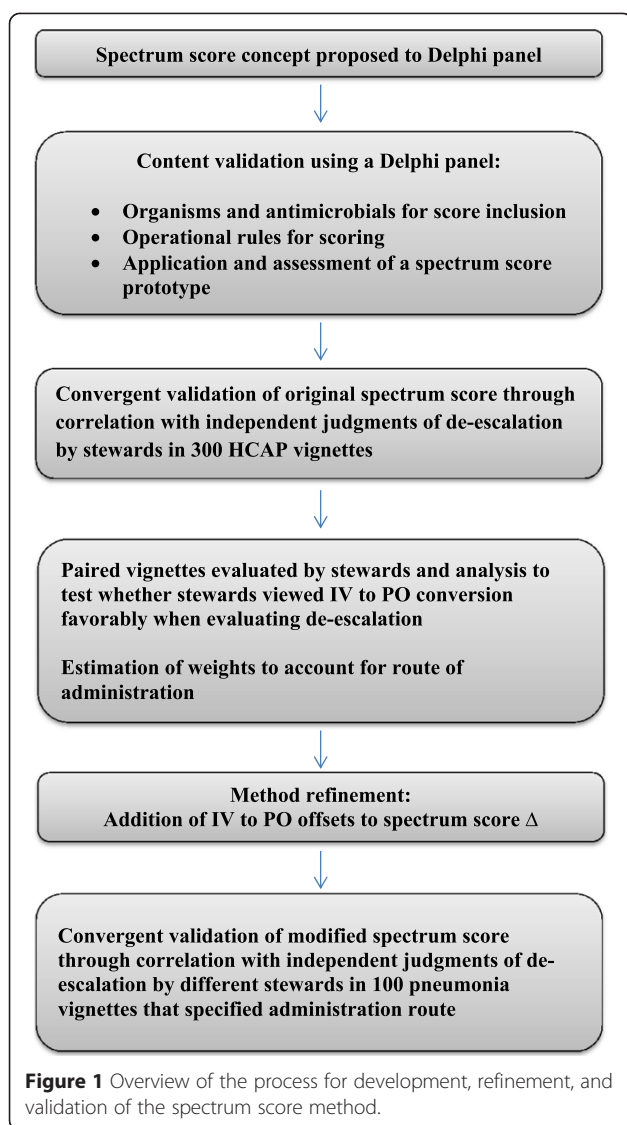 Spectrum score concept proposed to Delphi panel
Content validation using a Delphi panel:
• Organisms and antimicrobials for score inclusion
• Operational rules for scoring
• Application and assessment of a spectrum score
prototype
Convergent validation of original spectrum score through
correlation with independent judgments of de-escalation
by stewards in 300 HCAP vignettes
Paired vignettes evaluated by stewards and analysis to
test whether stewards viewed IV to PO conversion
favorably when evaluating de-escalation
Estimation of weights to account for route of
administration
Method refinement:
Addition of IV to PO offsets to spectrum score Δ
Convergent validation of modified spectrum score
through correlation with independent judgments of de-
escalation by different stewards in 100 pneumonia
vignettes that specified administration route
Figure 1 Overview of the process for development, refinement, and
validation of the spectrum score method.